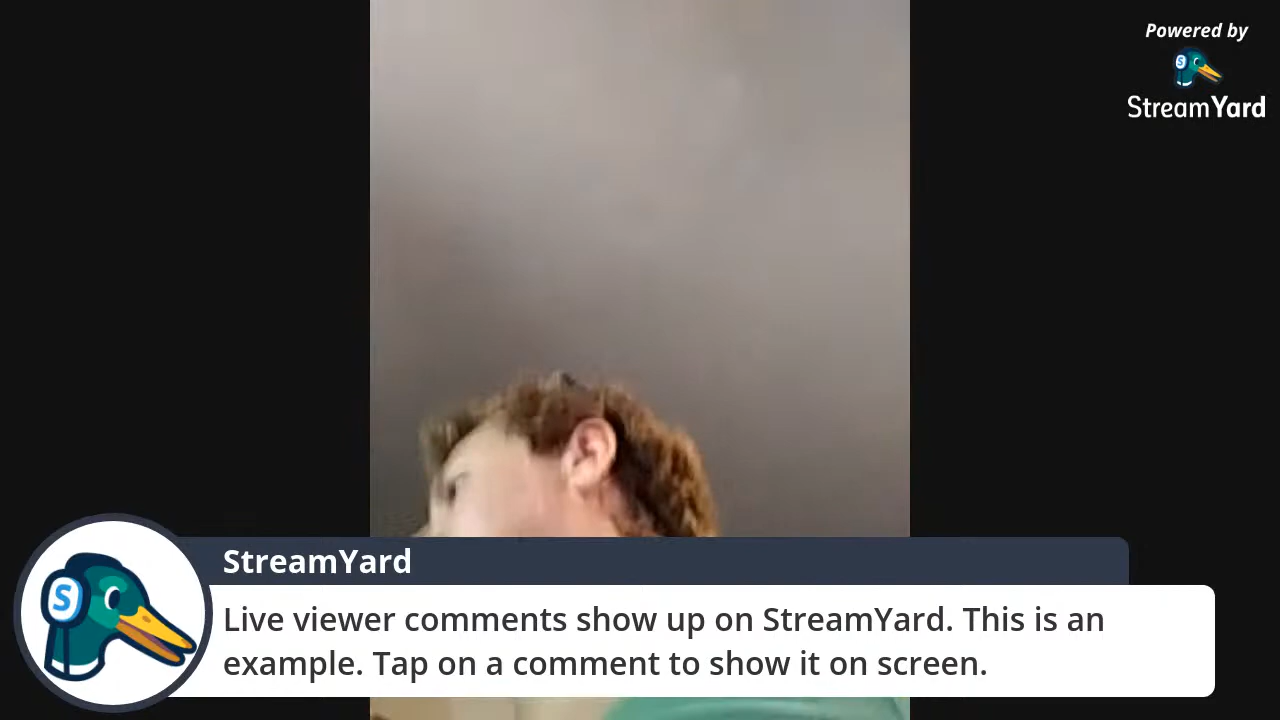 Powered by
S
StreamYard
StreamYard
S
Live viewer comments show up on StreamYard. This is an
example. Tap on a comment to show it on screen.